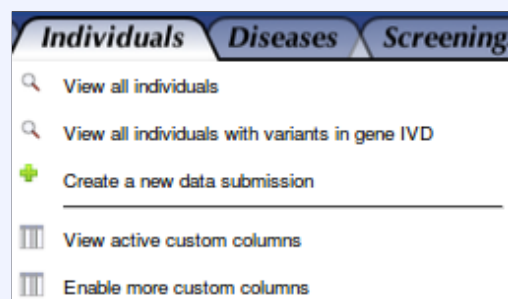 Individuals Diseases Screening
View all individuals
View all individuals with variants in gene IVD
Create a new data submission
View active custom columns
Enable more custom columns